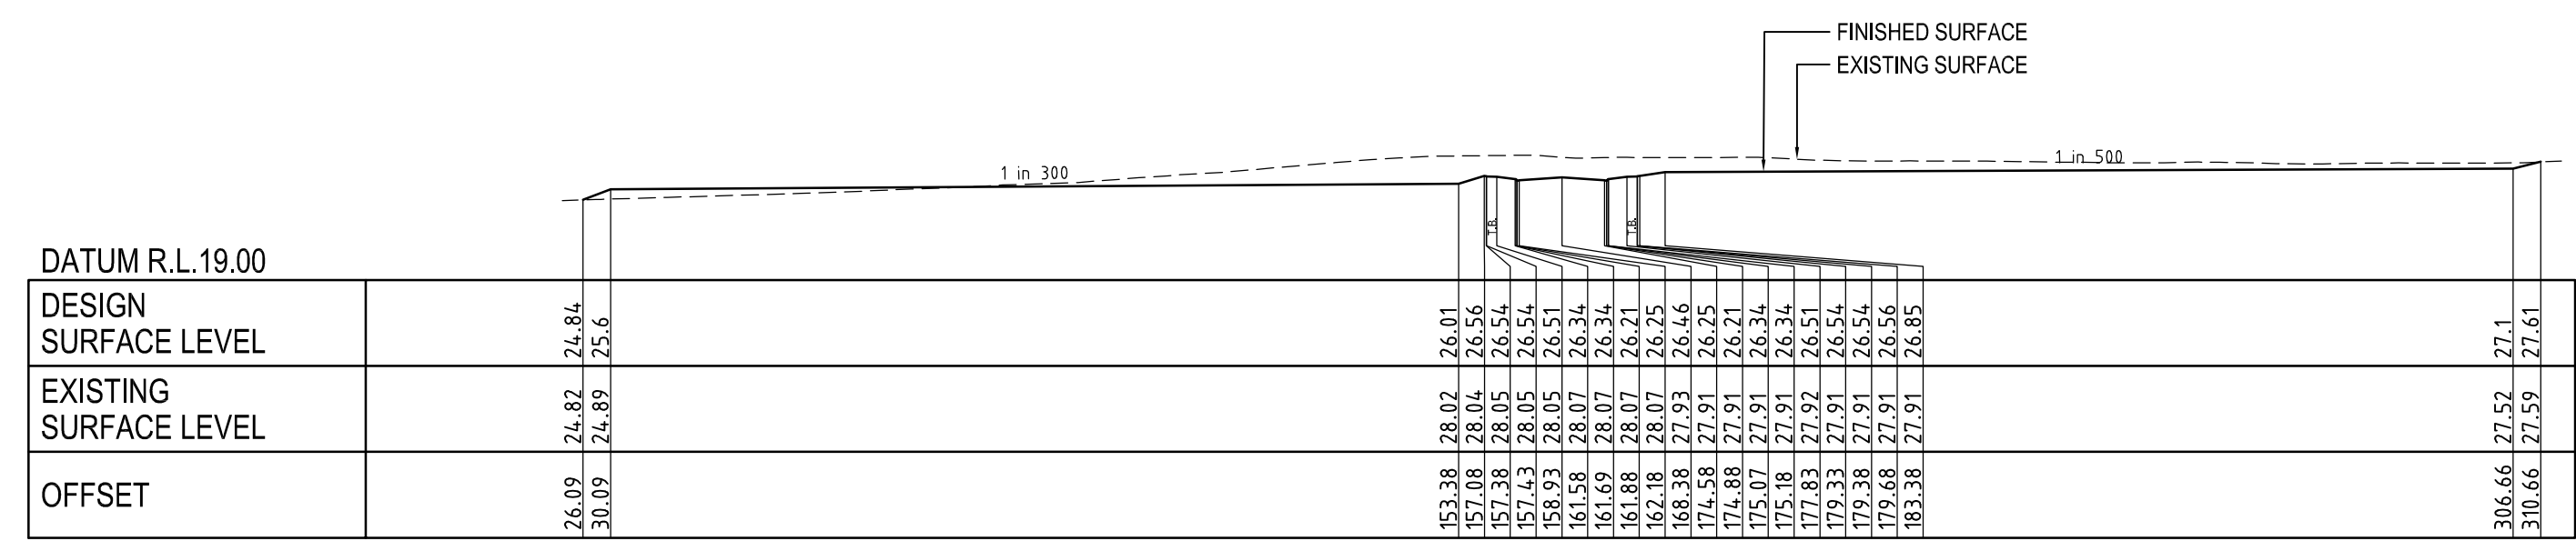 FINISHED SURFACE
EXISTING SURFACE
1 in 500
1 in 300
T.B.
T.B.
DATUM R.L.19.00
DESIGN
SURFACE LEVEL
24.84 25.6 26.01 26.56 26.54 26.54 26.51 26.34 26.34 26.21 26.25 26.46 26.25 26.21 26.34 26.34 26.51 26.54 26.54 26.56 26.85 27.1 27.61
EXISTING
SURFACE LEVEL
24.82 24.89 28.02 28.04 28.05 28.05 28.05 28.07 28.07 28.07 28.07 27.93 27.91 27.91 27.91 27.91 27.92 27.91 27.91 27.91 27.91 27.52 27.59
OFFSET
26.09 30.09 153.38 157.08 157.38 157.43 158.93 161.58 161.69 161.88 162.18 168.38 174.58 174.88 175.07 175.18 177.83 179.33 179.38 179.68 183.38 306.66 310.66